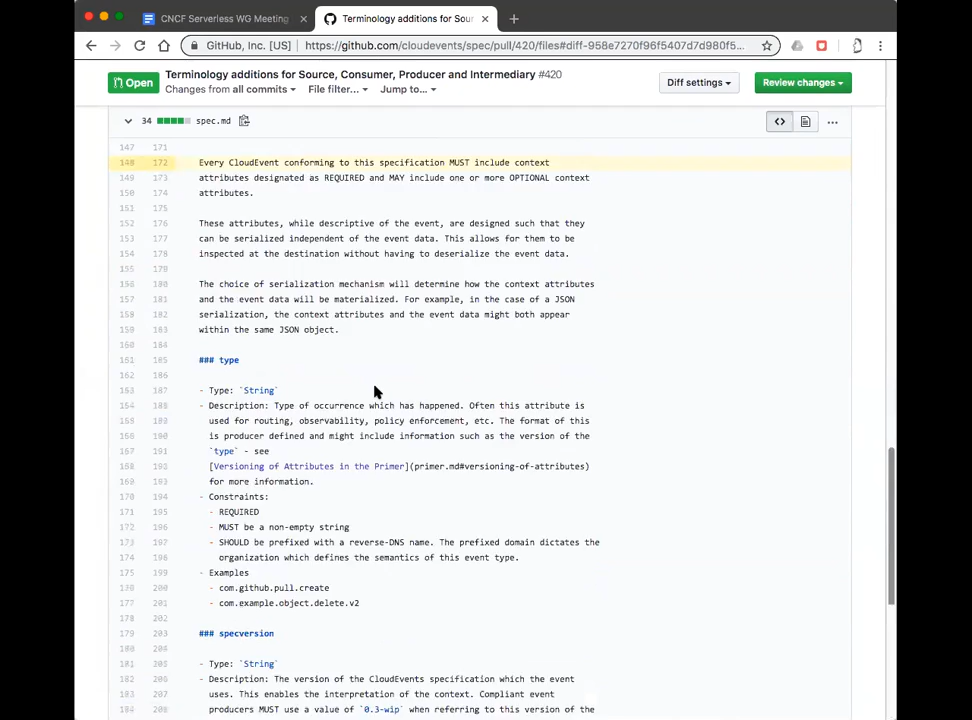 CNCF Serverless WG Meeting
Terminology additions for Sour
GitHub, Inc. [US] https://github.com/cloudevents/spec/pull/420/files#diff-958e7270f96f5407d7d980f5...
Open Terminology additions for Source, Consumer, Producer and Intermediary #420
Changes from all commits File filter... Jump to...
Diff settings Review changes
34 spec.md
147 171
148 172 Every CloudEvent conforming to this specification MUST include context
149 173 attributes designated as REQUIRED and MAY include one or more OPTIONAL context
150 174 attributes.
151 175
152 176 These attributes, while descriptive of the event, are designed such that they
153 177 can be serialized independent of the event data. This allows for them to be
154 178 inspected at the destination without having to deserialize the event data.
155 179
156 180 The choice of serialization mechanism will determine how the context attributes
157 181 and the event data will be materialized. For example, in the case of a JSON
158 182 serialization, the context attributes and the event data might both appear
159 183 within the same JSON object.
160 184
161 185 ### type
162 186
163 187 - Type: `String`
164 188 - Description: Type of occurrence which has happened. Often this attribute is
165 189 used for routing, observability, policy enforcement, etc. The format of this
166 190 is producer defined and might include information such as the version of the
167 191 `type` - see
168 192 [Versioning of Attributes in the Primer](primer.md#versioning-of-attributes)
169 193 for more information.
170 194 - Constraints:
171 195 - REQUIRED
172 196 - MUST be a non-empty string
173 197 - SHOULD be prefixed with a reverse-DNS name. The prefixed domain dictates the
174 198 organization which defines the semantics of this event type.
175 199 - Examples
176 200 - com.github.pull.create
177 201 - com.example.object.delete.v2
178 202
179 203 ### specversion
180 204
181 205 - Type: `String`
182 206 - Description: The version of the CloudEvents specification which the event
183 207 uses. This enables the interpretation of the context. Compliant event
184 208 producers MUST use a value of `0.3-wip` when referring to this version of the